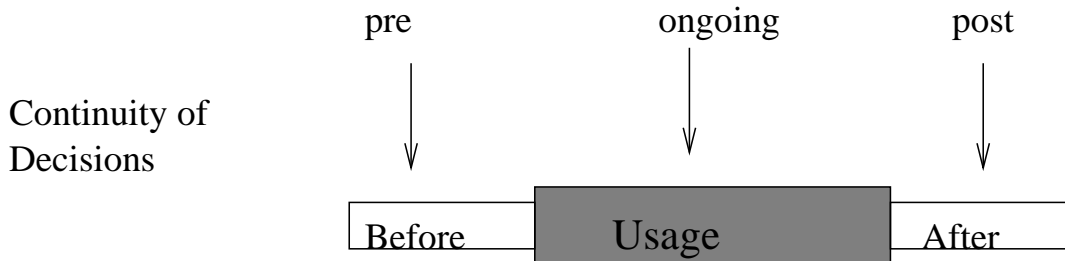 pre ongoing post
Continuity of
Decisions
Before Usage After